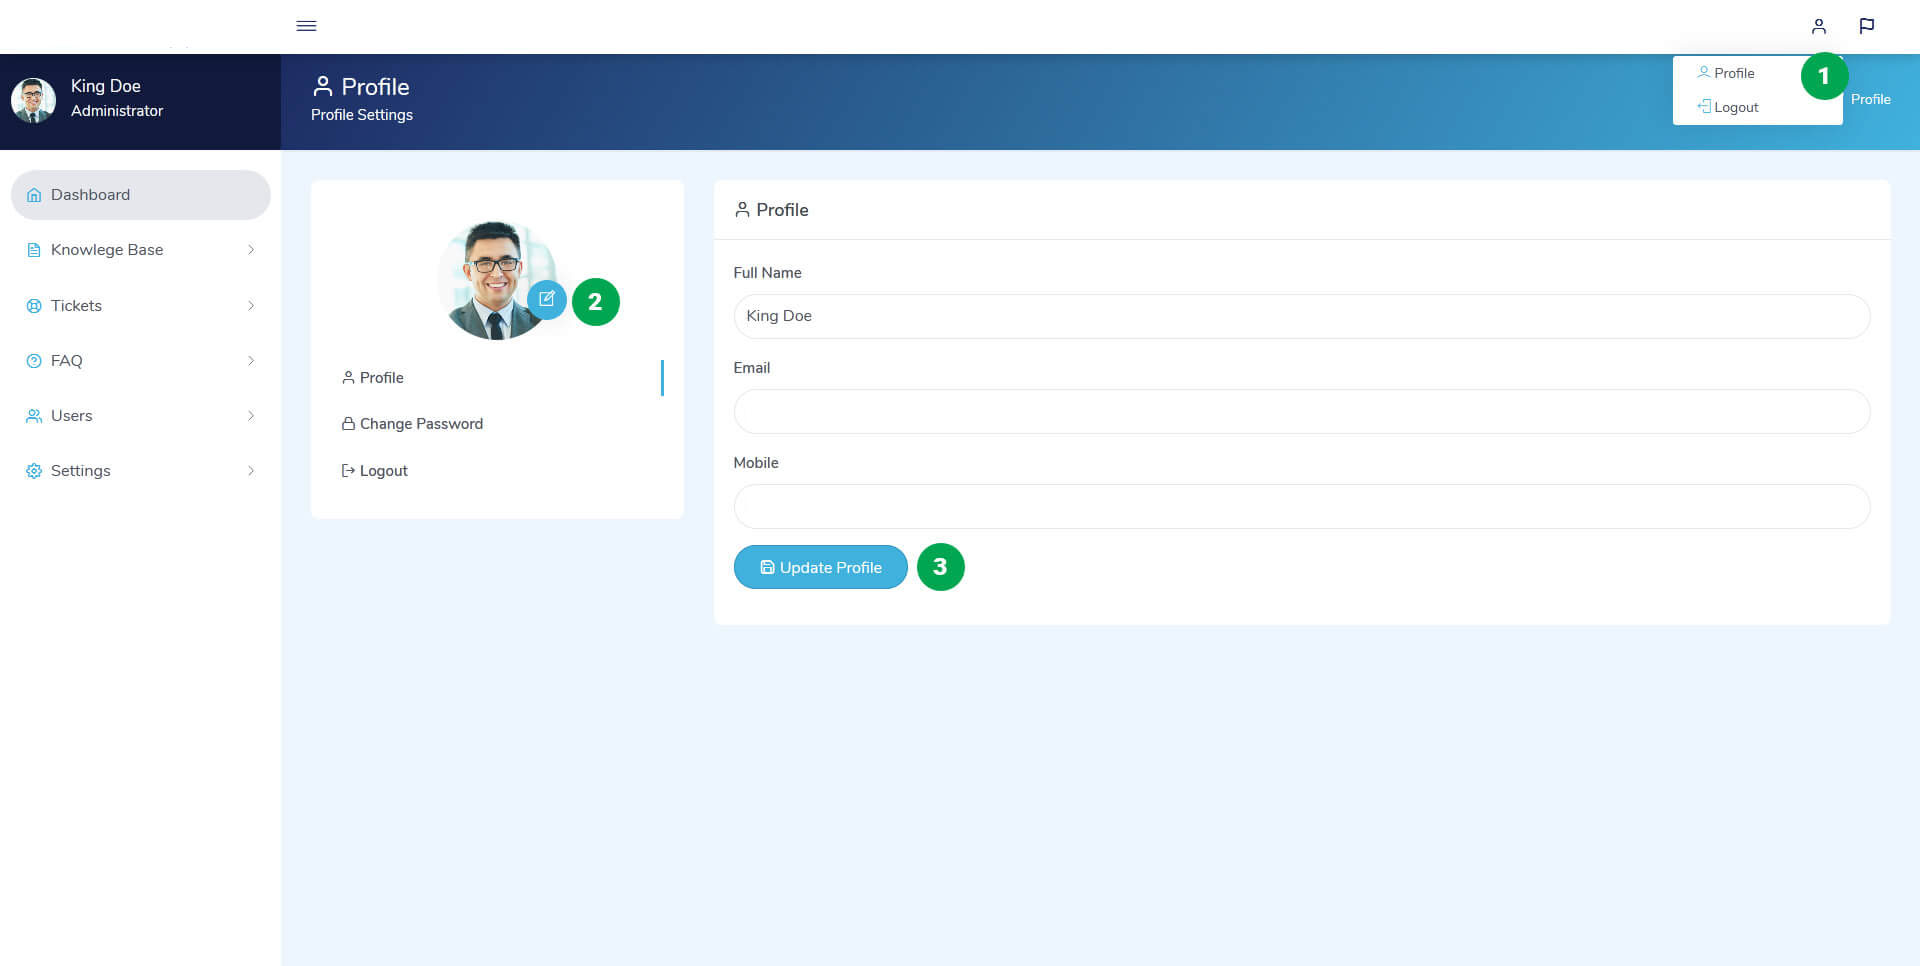 King Doe
Administrator
Profile
Profile Settings
Profile
Logout
1
Profile
Dashboard
Knowlege Base
Tickets
FAQ
Users
Settings
2
Profile
Change Password
Logout
Profile
Full Name
King Doe
Email
Mobile
Update Profile
3